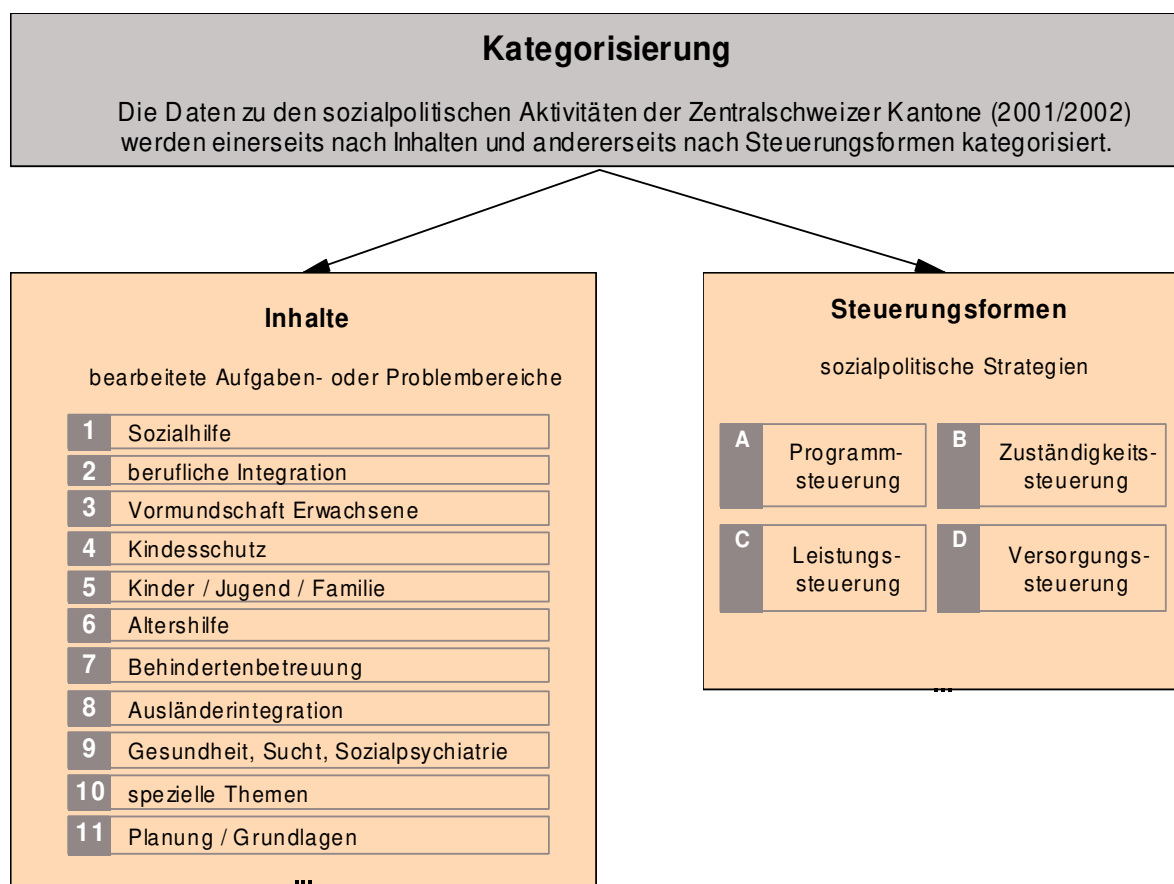 Kategorisierung
Die Daten zu den sozialpolitischen Aktivitäten der Zentralschweizer Kantone (2001/2002)
werden einerseits nach Inhalten und andererseits nach Steuerungsformen kategorisiert.
Inhalte
bearbeitete Aufgaben- oder Problembereiche
1 Sozialhilfe
2 berufliche Integration
3 Vormundschaft Erwachsene
4 Kindesschutz
5 Kinder / Jugend / Familie
6 Altershilfe
7 Behindertenbetreuung
8 Ausländerintegration
9 Gesundheit, Sucht, Sozialpsychiatrie
10 spezielle Themen
11 Planung / Grundlagen
...
Steuerungsformen
sozialpolitische Strategien
A Programm-
steuerung
B Zuständigkeits-
steuerung
C Leistungs-
steuerung
D Versorgungs-
steuerung
...